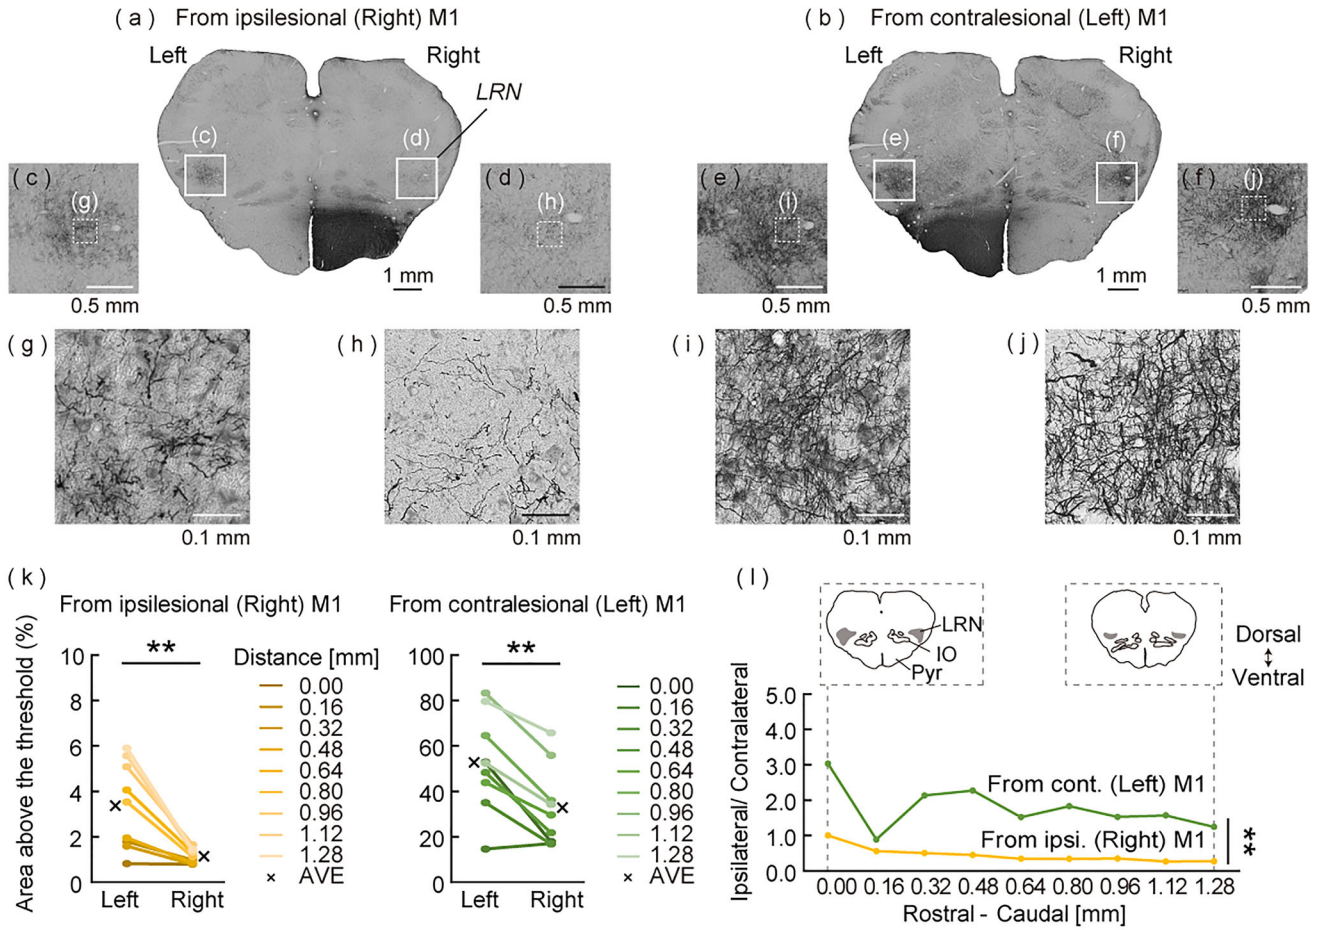 ( a ) From ipsilesional (Right) M1
Left
Right
LRN
(c)
(d)
( c )
(g)
0.5 mm
( d )
(h)
0.5 mm
1 mm
( b ) From contralesional (Left) M1
Left
Right
(e)
(f)
( e )
(i)
0.5 mm
( f )
(j)
0.5 mm
1 mm
( g )
0.1 mm
( h )
0.1 mm
( i )
0.1 mm
( j )
0.1 mm
( k )
From ipsilesional (Right) M1
**
Area above the threshold (%)
10
8
6
4
2
0
Left Right
Distance [mm]
0.00
0.16
0.32
0.48
0.64
0.80
0.96
1.12
1.28
× AVE
From contralesional (Left) M1
**
100
80
60
40
20
0
Left Right
0.00
0.16
0.32
0.48
0.64
0.80
0.96
1.12
1.28
× AVE
( l )
LRN
IO
Pyr
Dorsal
Ventral
Ipsilateral/ Contralateral
5.0
4.0
3.0
2.0
1.0
0.0
From cont. (Left) M1
From ipsi. (Right) M1
**
0.00 0.16 0.32 0.48 0.64 0.80 0.96 1.12 1.28
Rostral - Caudal [mm]